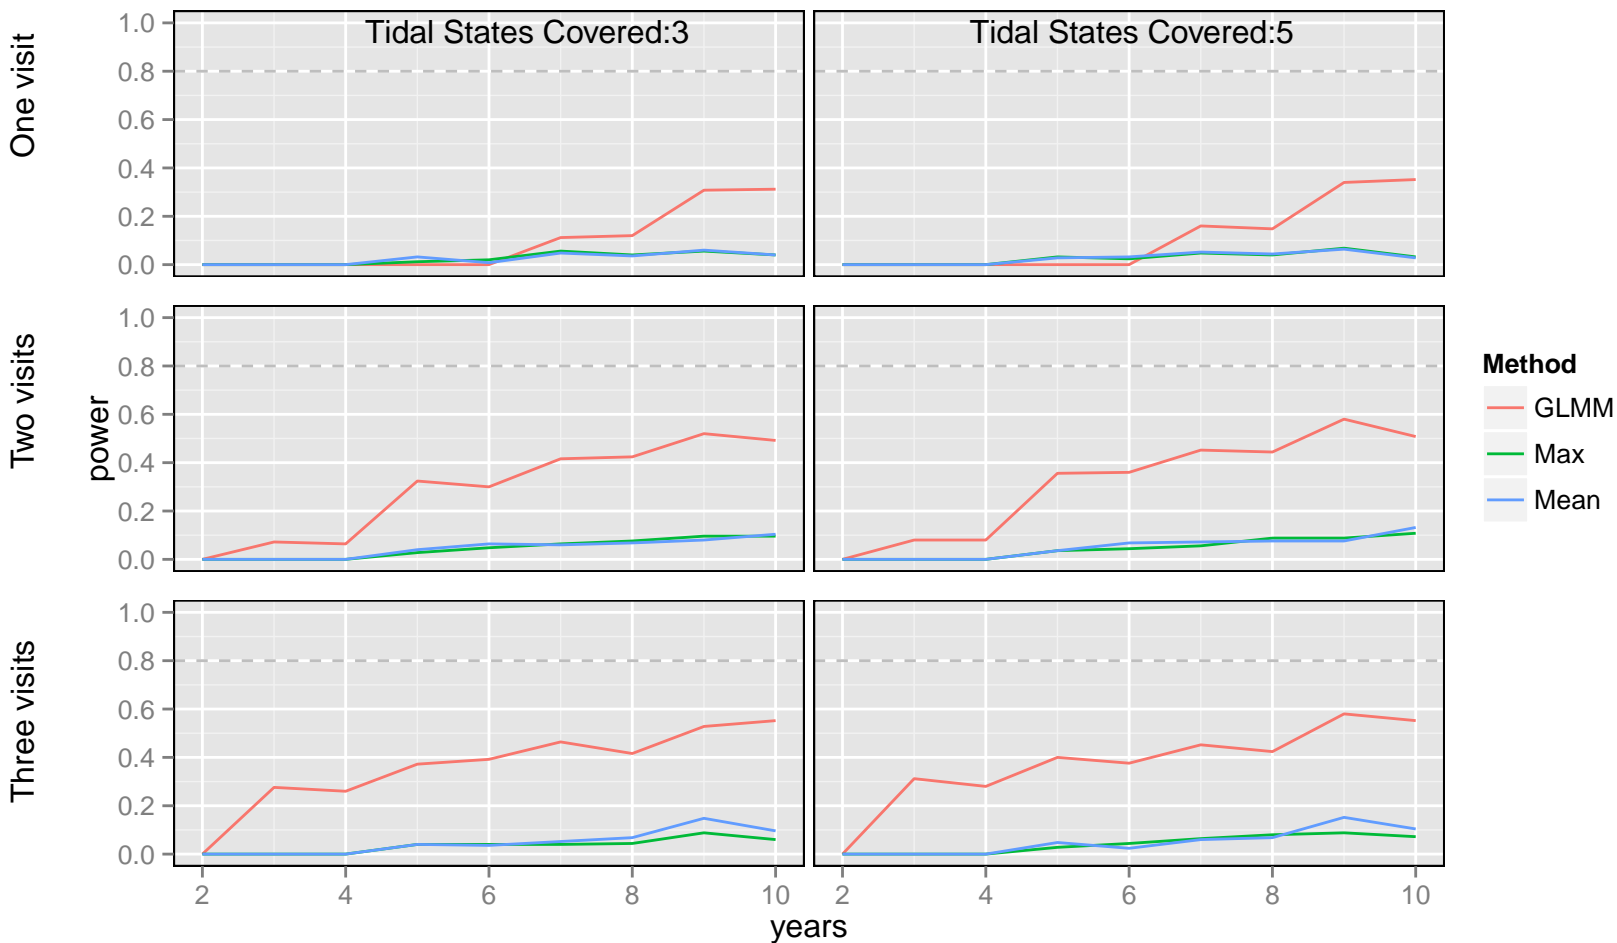 Tidal States Covered:3
Tidal States Covered:5
One visit
1.0
0.8
0.6
0.4
0.2
0.0
Two visits
power
1.0
0.8
0.6
0.4
0.2
0.0
Three visits
1.0
0.8
0.6
0.4
0.2
0.0
2 4 6 8 10
2 4 6 8 10
years
Method
GLMM
Max
Mean